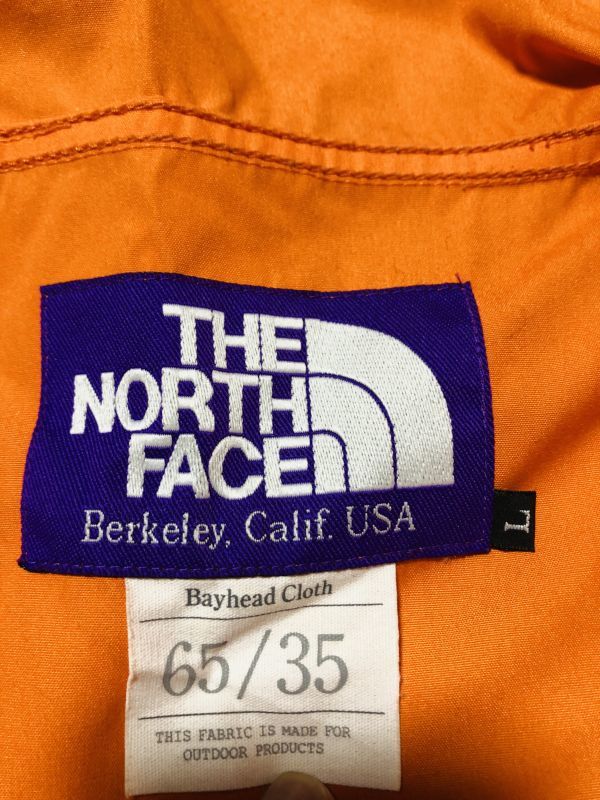 THE
NORTH
FACE
Berkeley, Calif. USA
L
Bayhead Cloth
65/35
THIS FABRIC IS MADE FOR
OUTDOOR PRODUCTS